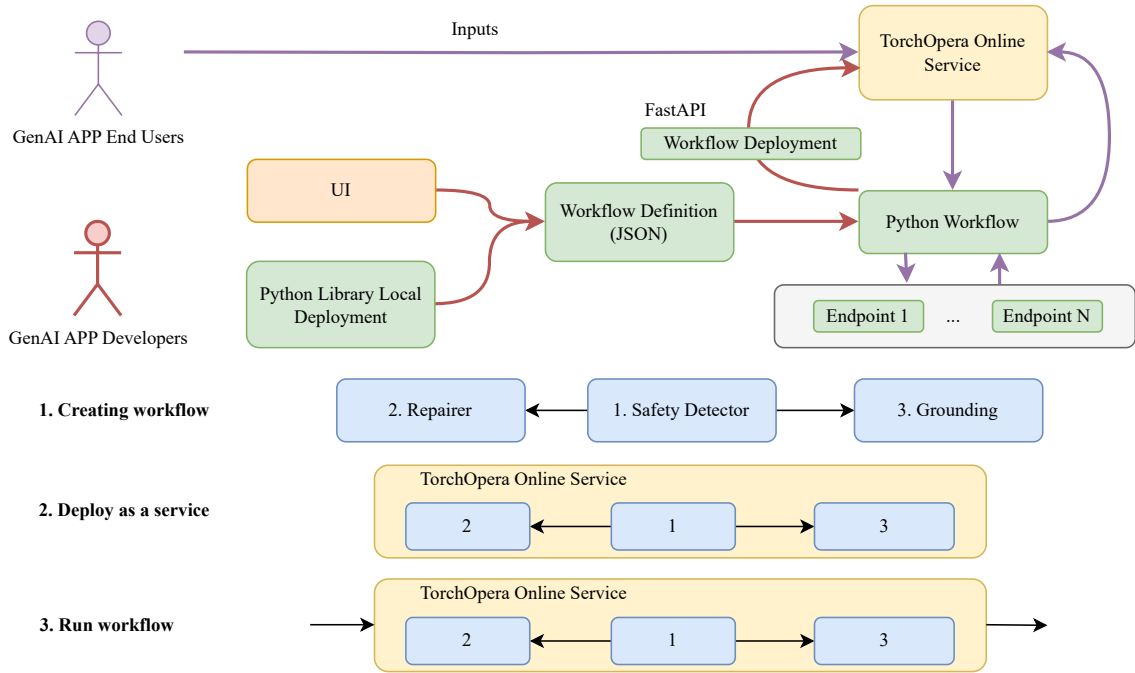 Inputs
TorchOpera Online
Service
GenAI APP End Users
FastAPI
Workflow Deployment
UI
Workflow Definition
(JSON)
Python Workflow
Python Library Local
Deployment
GenAI APP Developers
Endpoint 1
...
Endpoint N
1. Creating workflow
2. Repairer
1. Safety Detector
3. Grounding
2. Deploy as a service
TorchOpera Online Service
2
1
3
3. Run workflow
TorchOpera Online Service
2
1
3